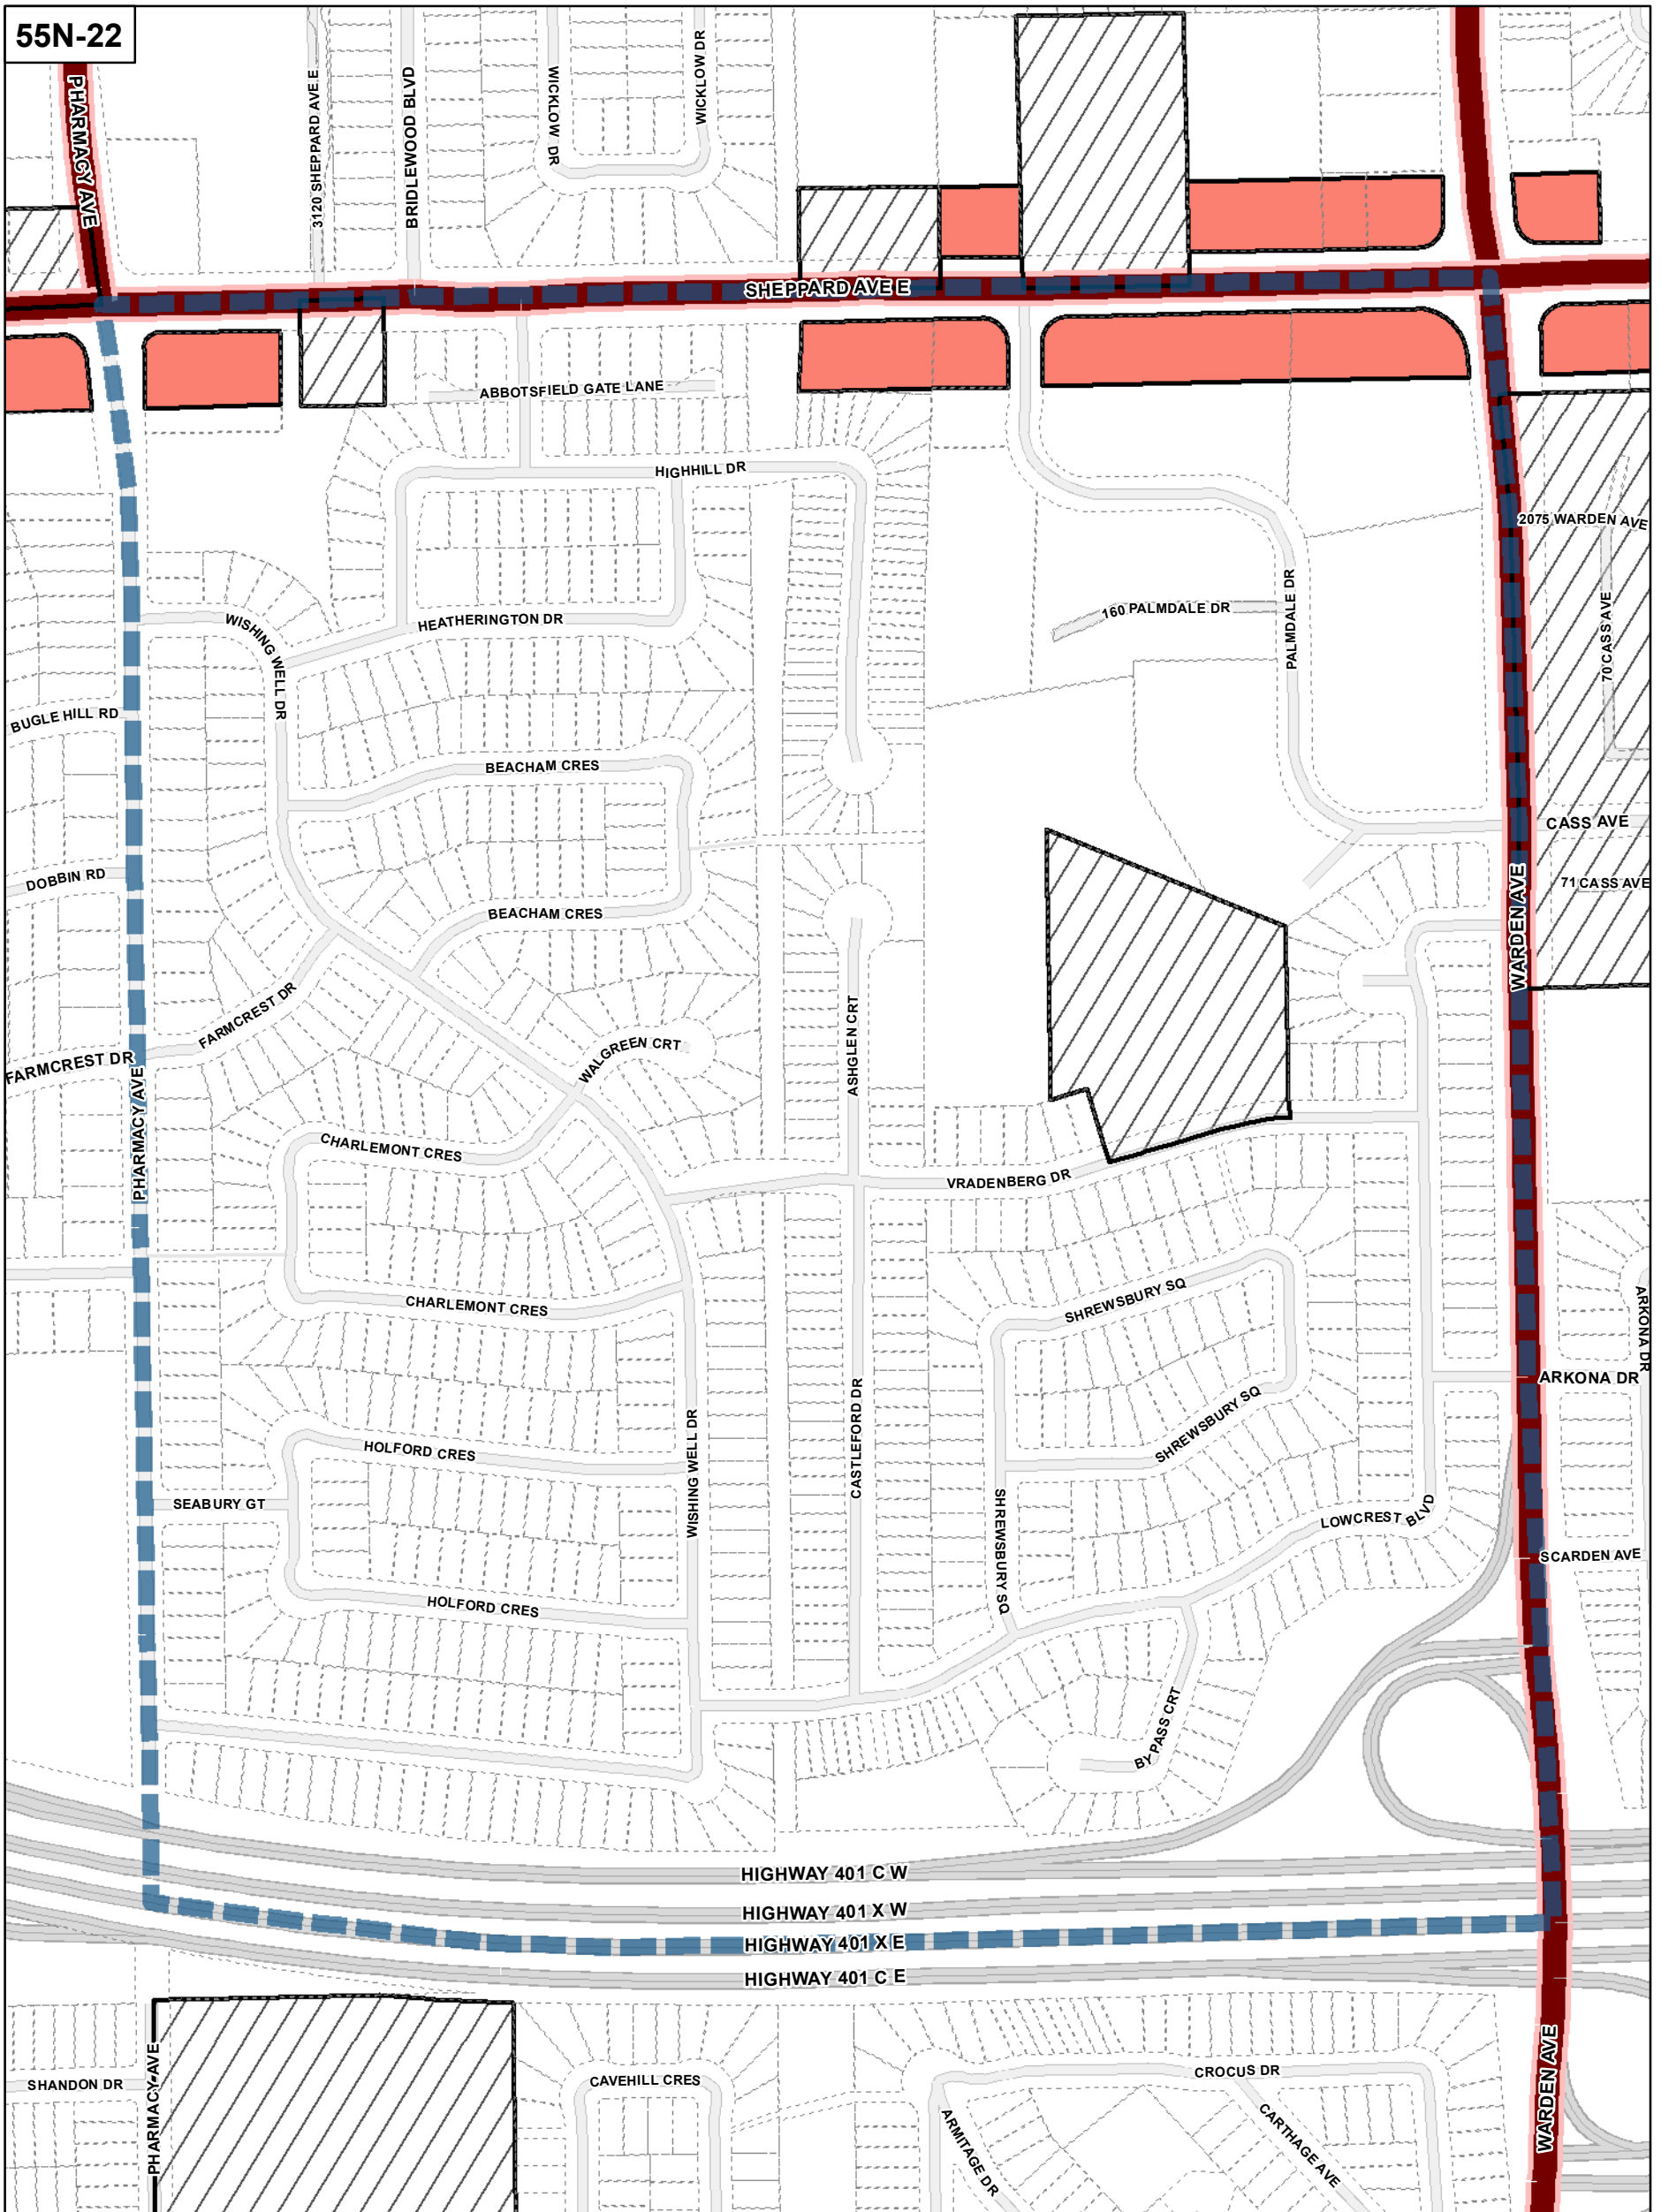 55N-22
PHARMACY AVE
3120 SHEPPARD AVE E
BRIDLEWOOD BLVD
WICKLOW DR
WICKLOW DR
SHEPPARD AVE E
ABBOTSFIELD GATE LANE
HIGHHILL DR
2075 WARDEN AVE
160 PALMDALE DR
PALMDALE DR
70 CASS AVE
HEATHERINGTON DR
WISHING WELL DR
BUGLE HILL RD
BEACHAM CRES
CASS AVE
DOBBIN RD
71 CASS AVE
BEACHAM CRES
WARDEN AVE
FARMCREST DR
FARMCREST DR
WALGREEN CRT
ASHGLEN CRT
PHARMACY AVE
CHARLEMONT CRES
VRADENBERG DR
SHREWSBURY SQ
CHARLEMONT CRES
ARKONA DR
ARKONA DR
SHREWSBURY SQ
CASTLEFORD DR
HOLFORD CRES
WISHING WELL DR
SEABURY GT
SHREWSBURY SQ
LOWCREST BLVD
SCARDEN AVE
HOLFORD CRES
BY PASS CRT
HIGHWAY 401 C W
HIGHWAY 401 X W
HIGHWAY 401 X E
HIGHWAY 401 C E
CROCUS DR
CAVEHILL CRES
SHANDON DR
PHARMACY AVE
WARDEN AVE
ARMITAGE DR
CARTHAGE AVE